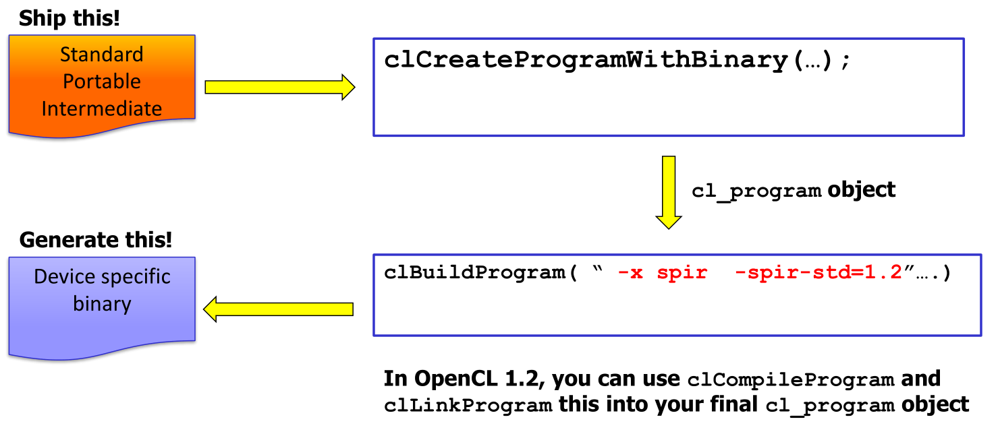 Ship this!
Standard
Portable
Intermediate
clCreateProgramWithBinary(…);
cl_program object
Generate this!
Device specific
binary
clBuildProgram( “ -x spir  -spir-std=1.2”….)
In OpenCL 1.2, you can use clCompileProgram and
clLinkProgram this into your final cl_program object